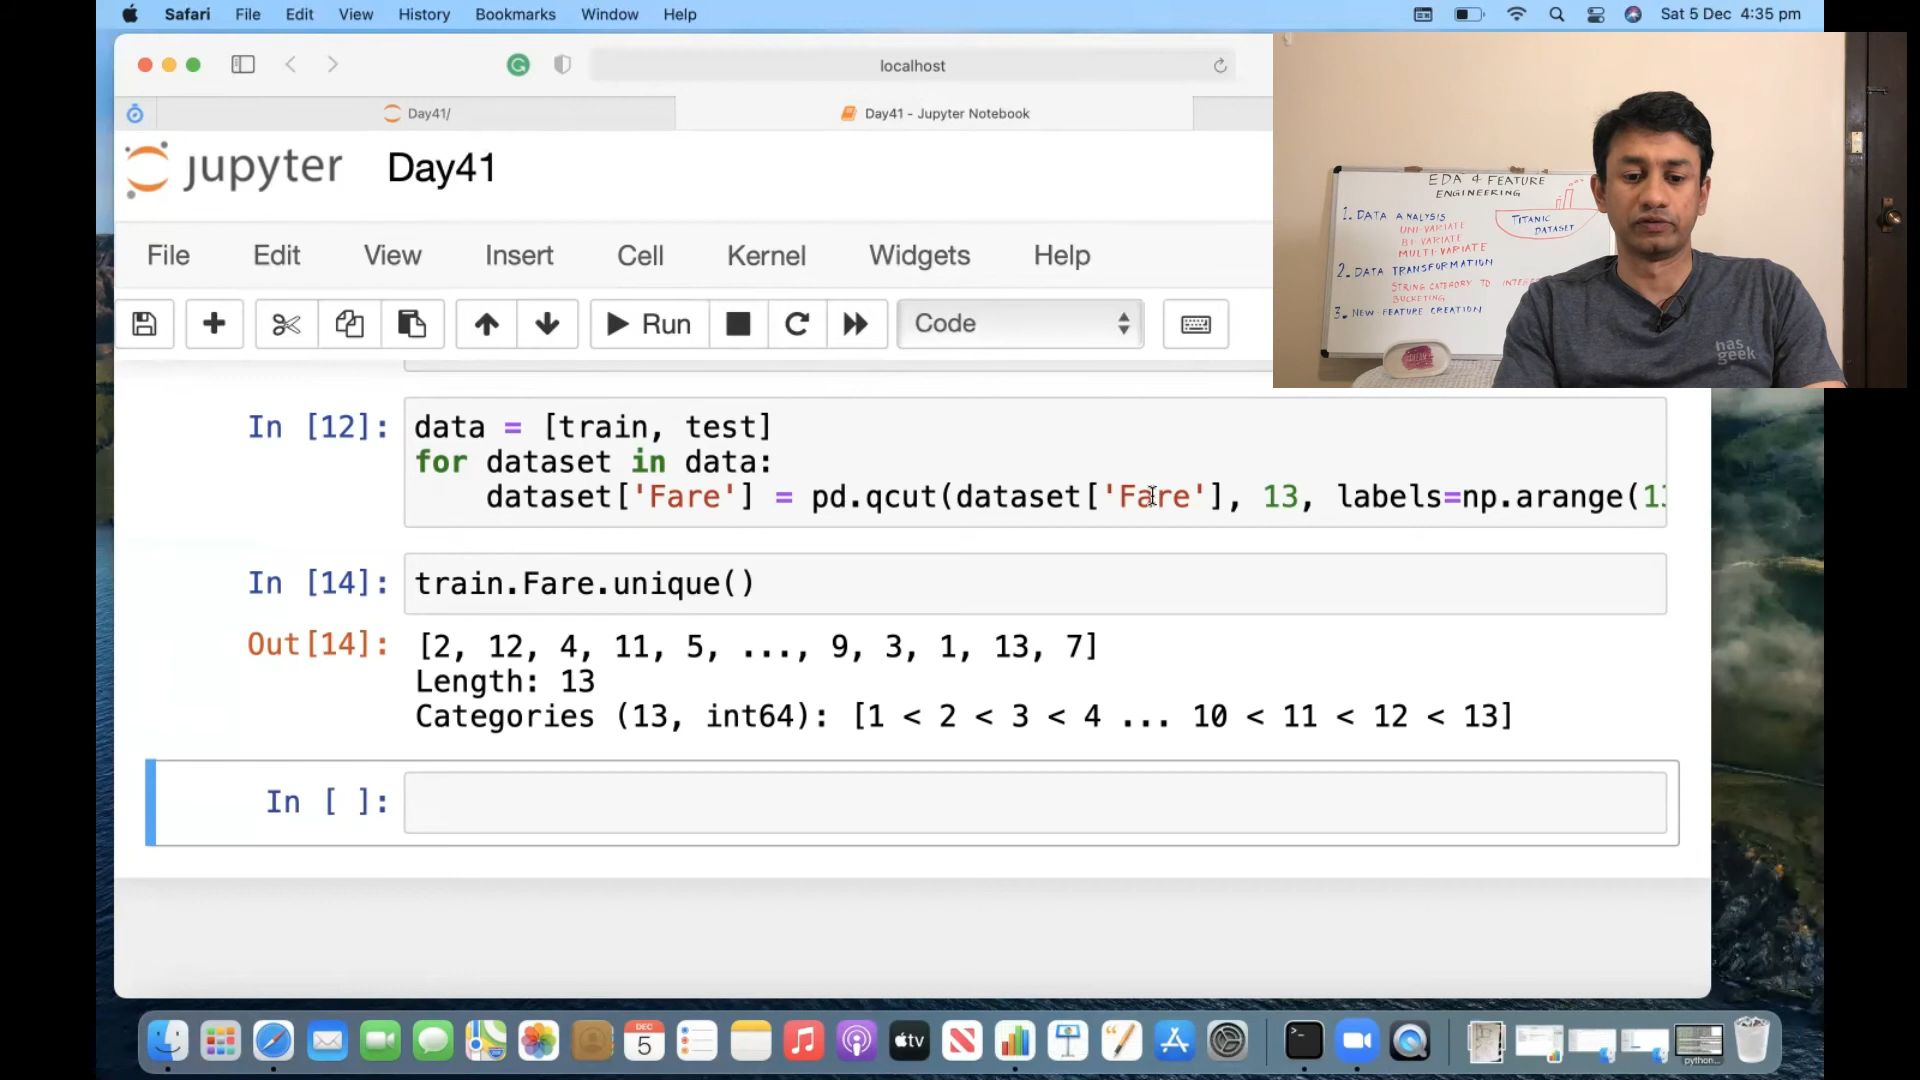 Safari File Edit View History Bookmarks Window Help Sat 5 Dec 4:35 pm
localhost
Day41/ Day41 - Jupyter Notebook
jupyter Day41
File Edit View Insert Cell Kernel Widgets Help
Run Code
In [12]: data = [train, test]
for dataset in data:
dataset['Fare'] = pd.qcut(dataset['Fare'], 13, labels=np.arange(1
In [14]: train.Fare.unique()
Out[14]: [2, 12, 4, 11, 5, ..., 9, 3, 1, 13, 7]
Length: 13
Categories (13, int64): [1 < 2 < 3 < 4 ... 10 < 11 < 12 < 13]
In [ ]:
EDA & FEATURE
ENGINEERING
1. DATA ANALYSIS
UNI-VARIATE
BI-VARIATE
MULTI-VARIATE
2. DATA TRANSFORMATION
STRING CATEGORY TO
BUCKETING
3. NEW FEATURE CREATION
TITANIC
DATASET
has
geek
DEC
5
tv
python...